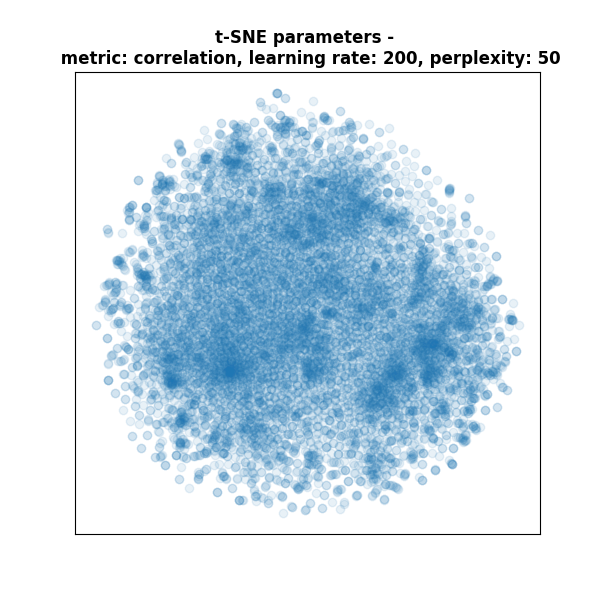 t-SNE parameters -
metric: correlation, learning rate: 200, perplexity: 50